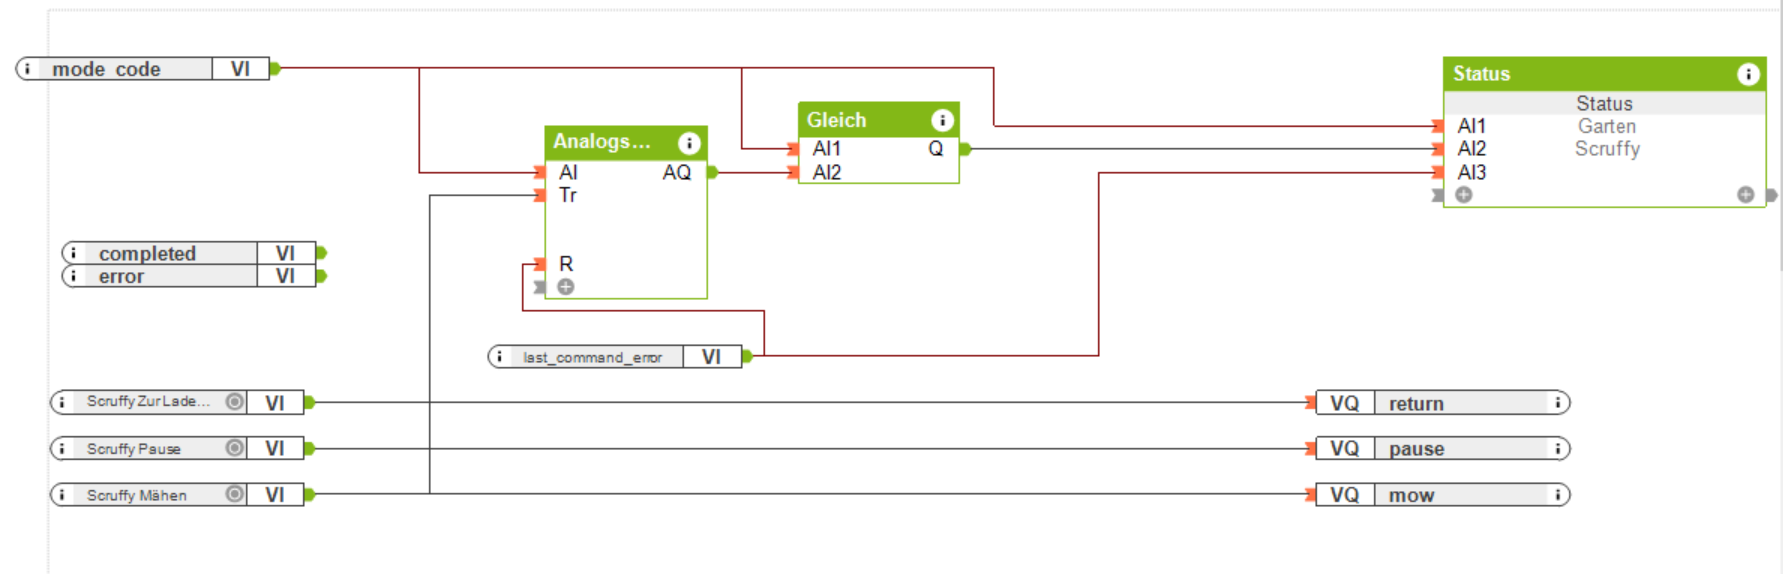 mode_code VI
Status
Status
AI1 Garten
AI2 Scruffy
AI3
Gleich
AI1 Q
AI2
Analogs...
AI AQ
Tr
R
completed VI
error VI
last_command_error VI
Scruffy Zur Lade... VI
VQ return
Scruffy Pause VI
VQ pause
Scruffy Mähen VI
VQ mow